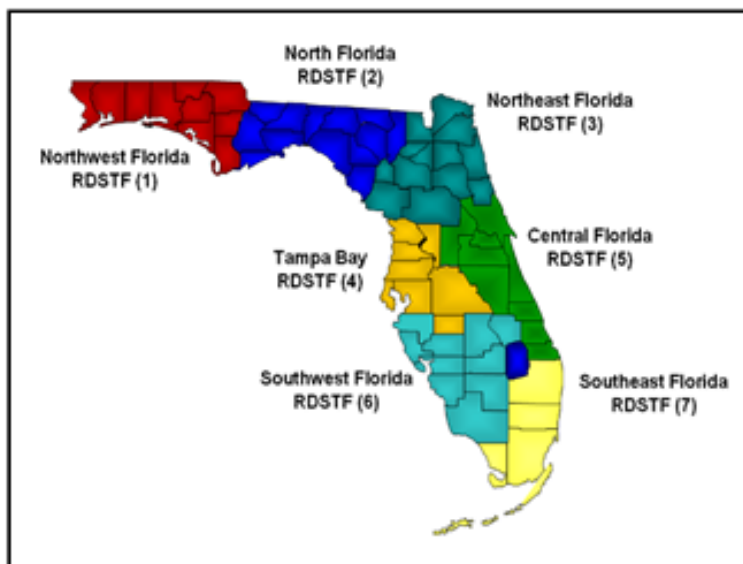 North Florida
RDSTF (2)
Northeast Florida
RDSTF (3)
Northwest Florida
RDSTF (1)
Central Florida
RDSTF (5)
Tampa Bay
RDSTF (4)
Southwest Florida
RDSTF (6)
Southeast Florida
RDSTF (7)